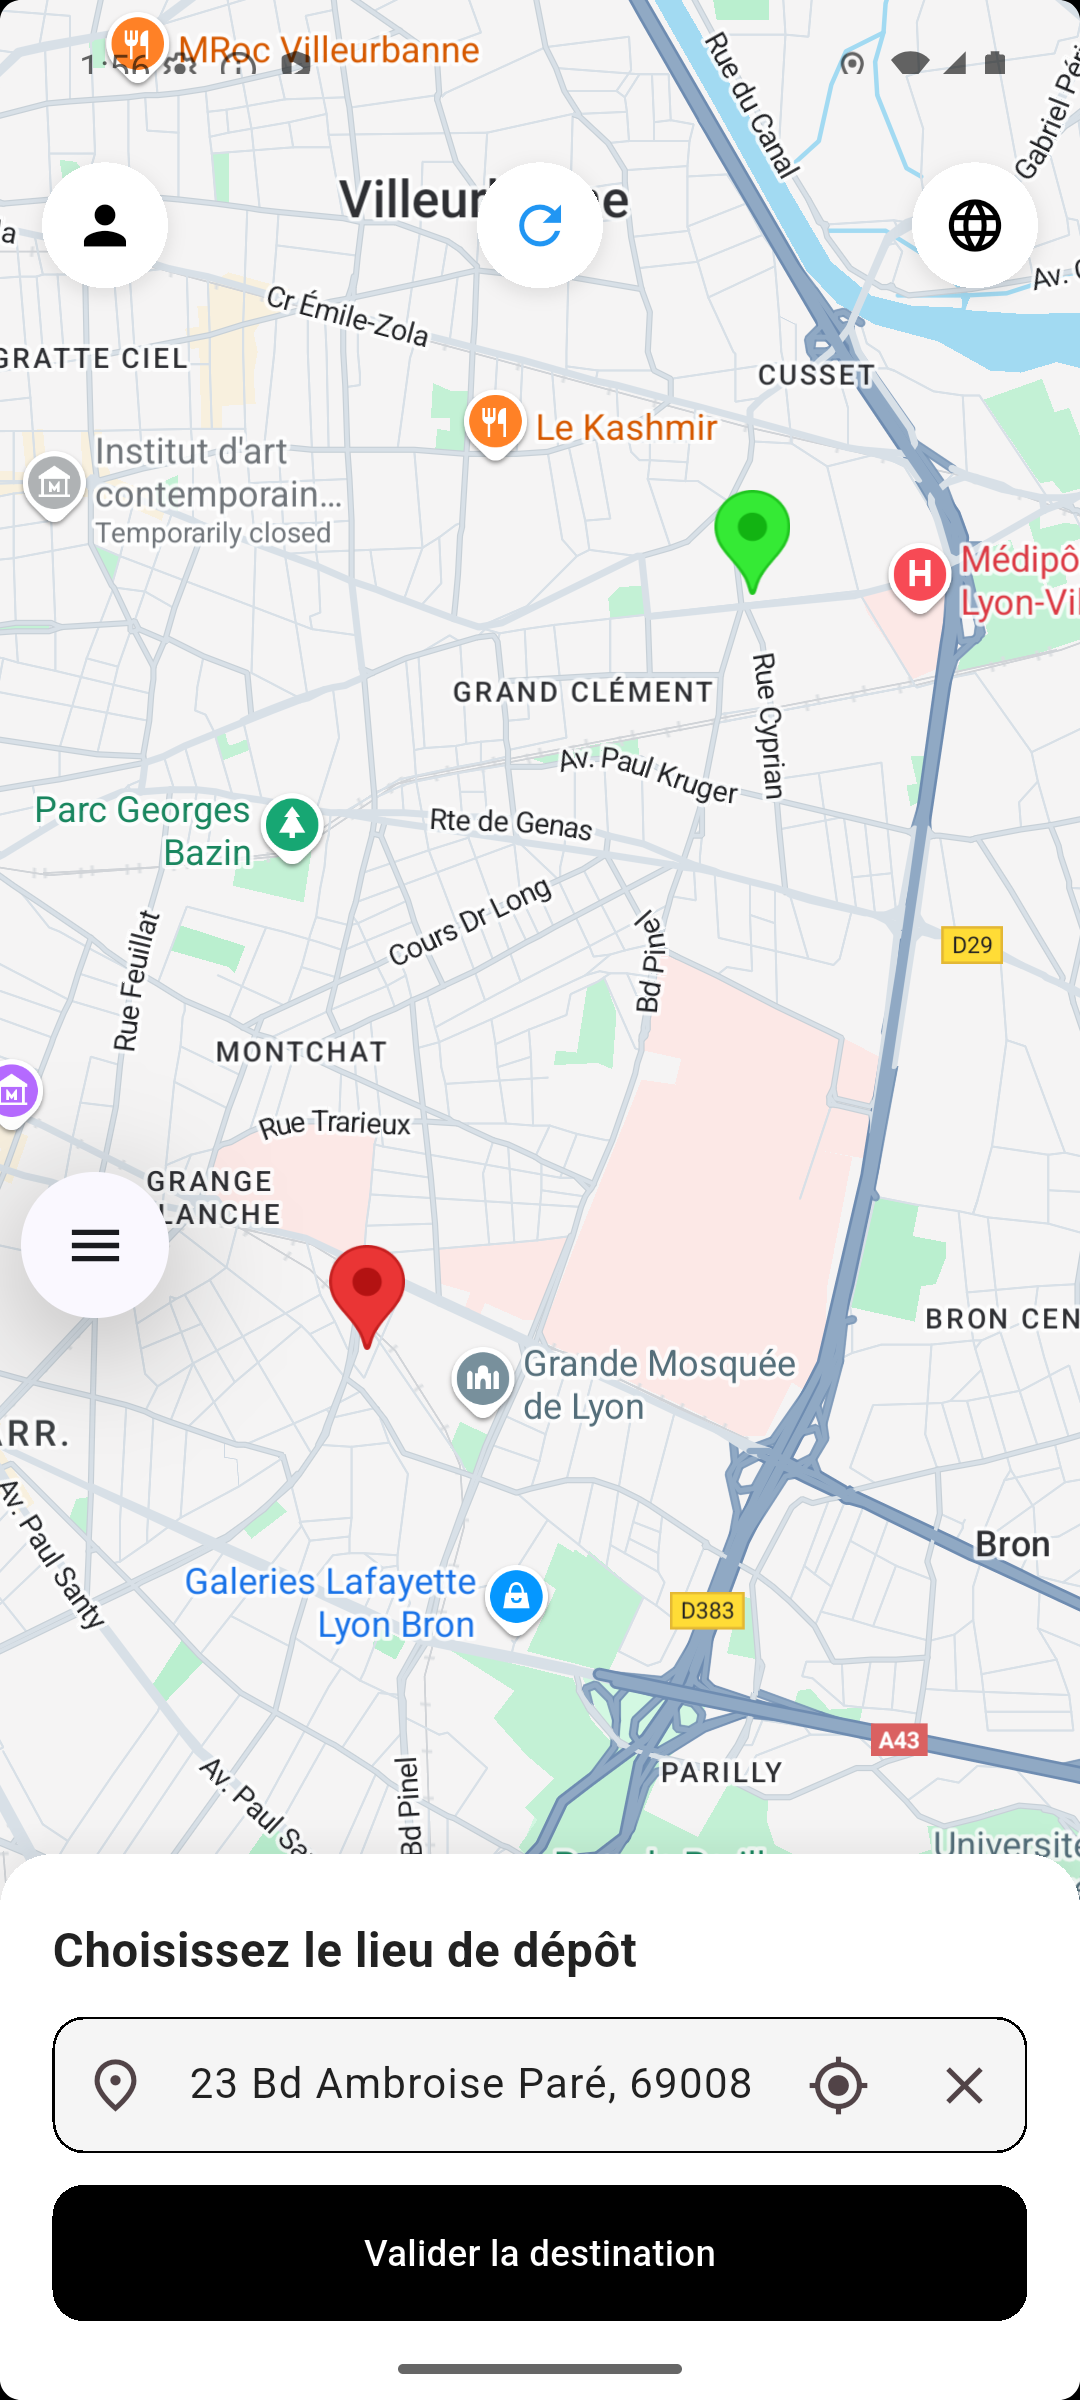 MRoc Villeurbanne
1:56
Rue du Canal
Gabriel Péri
Av. C
Cr Émile-Zola
GRATTE CIEL
CUSSET
Le Kashmir
Institut d'art
contemporain...
Temporarily closed
Médipô
Lyon-Vil
GRAND CLÉMENT
Rue Cyprian
Av. Paul Kruger
Parc Georges
Bazin
Rte de Genas
Cours Dr Long
Bd Pinel
Rue Feuillat
D29
MONTCHAT
Rue Trarieux
GRANGE
LANCHE
BRON CEN
Grande Mosquée
de Lyon
ARR.
Av. Paul Santy
Bron
Galeries Lafayette
Lyon Bron
D383
A43
PARILLY
Av. Paul Sa
Bd Pinel
Université
Choisissez le lieu de dépôt
23 Bd Ambroise Paré, 69008
Valider la destination